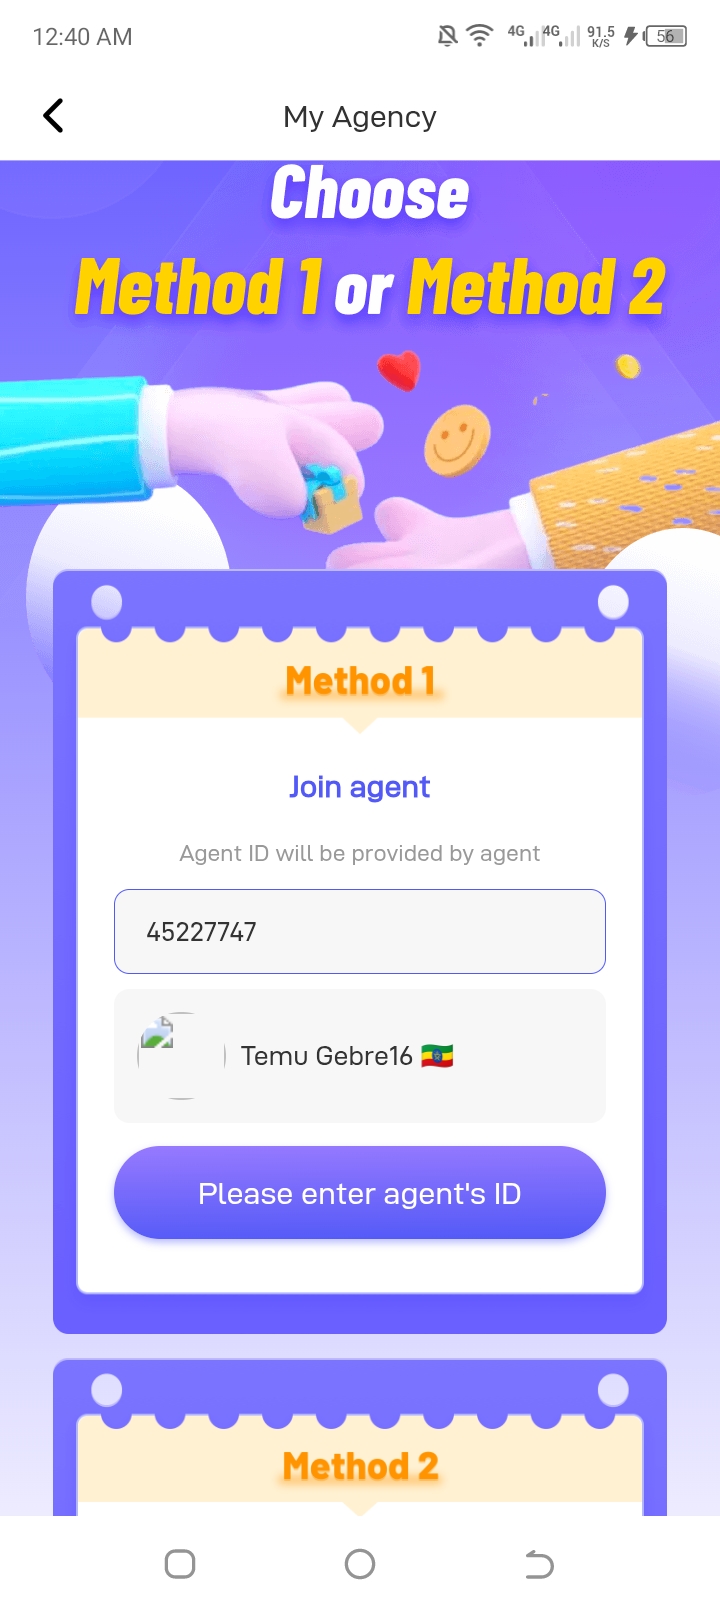 12:40 AM
4G 4G 91.5 K/S 56
My Agency
Choose
Method 1 or Method 2
Method 1
Join agent
Agent ID will be provided by agent
45227747
Temu Gebre16 🇪🇹
Please enter agent's ID
Method 2